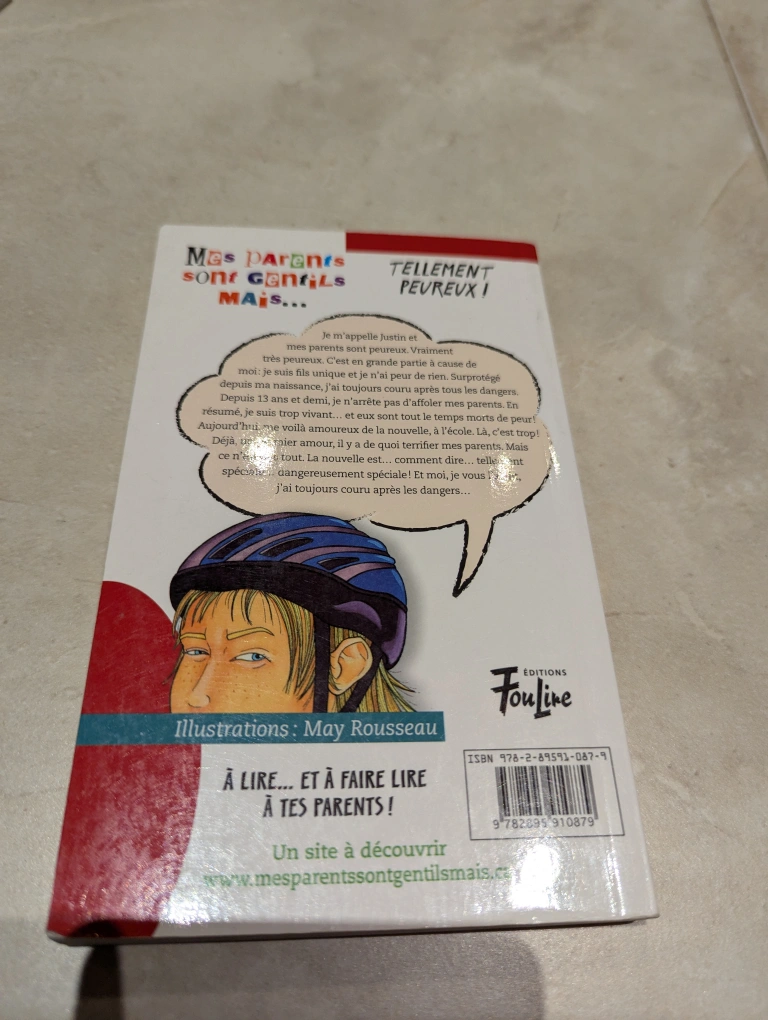 Mes parents
sont gentils
mais...
TELLEMENT
PEUREUX !
Je m'appelle Justin et
mes parents sont peureux. Vraiment
très peureux. C'est en grande partie à cause de
moi : je suis fils unique et je n'ai peur de rien. Surprotégé
depuis ma naissance, j'ai toujours couru après tous les dangers.
Depuis 13 ans et demi, je n'arrête pas d'affoler mes parents. En
résumé, je suis trop vivant... et eux sont tout le temps morts de peur!
Aujourd'hui, me voilà amoureux de la nouvelle, à l'école. Là, c'est trop!
Déjà, un amour, il y a de quoi terrifier mes parents. Mais
ce tout. La nouvelle est... comment dire... tellement
spéciale... dangereusement spéciale! Et moi, je vous
j'ai toujours couru après les dangers...
ÉDITIONS
FouLire
Illustrations : May Rousseau
ISBN 978-2-89591-087-9
9 782895 910879
À LIRE... ET À FAIRE LIRE
À TES PARENTS !
Un site à découvrir
www.mesparentssontgentilsmais.c